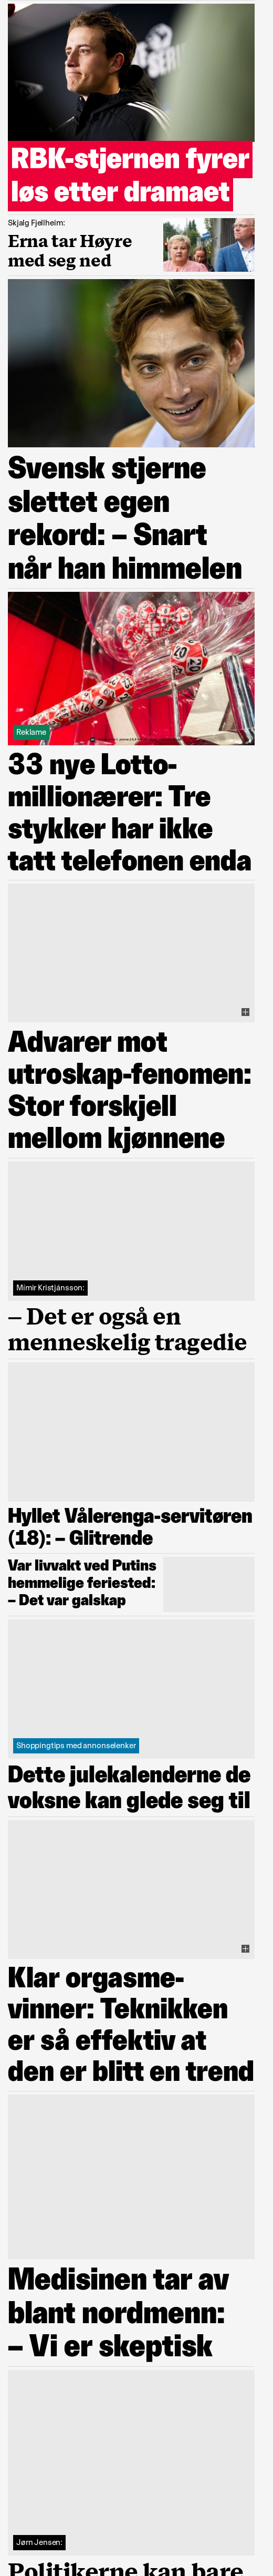 RBK-stjernen fyrer
løs etter dramaet
Skjalg Fjellheim:
Erna tar Høyre
med seg ned
Svensk stjerne
slettet egen
rekord: – Snart
når han himmelen
Reklame
33 nye Lotto-
millionærer: Tre
stykker har ikke
tatt telefonen enda
Advarer mot
utroskap-fenomen:
Stor forskjell
mellom kjønnene
Mímir Kristjánsson:
– Det er også en
menneskelig tragedie
Hyllet Vålerenga-servitøren
(18): – Glitrende
Var livvakt ved Putins
hemmelige feriested:
– Det var galskap
Shoppingtips med annonselenker
Dette julekalenderne de
voksne kan glede seg til
Klar orgasme-
vinner: Teknikken
er så effektiv at
den er blitt en trend
Medisinen tar av
blant nordmenn:
– Vi er skeptisk
Jørn Jensen:
Politikerne kan bare